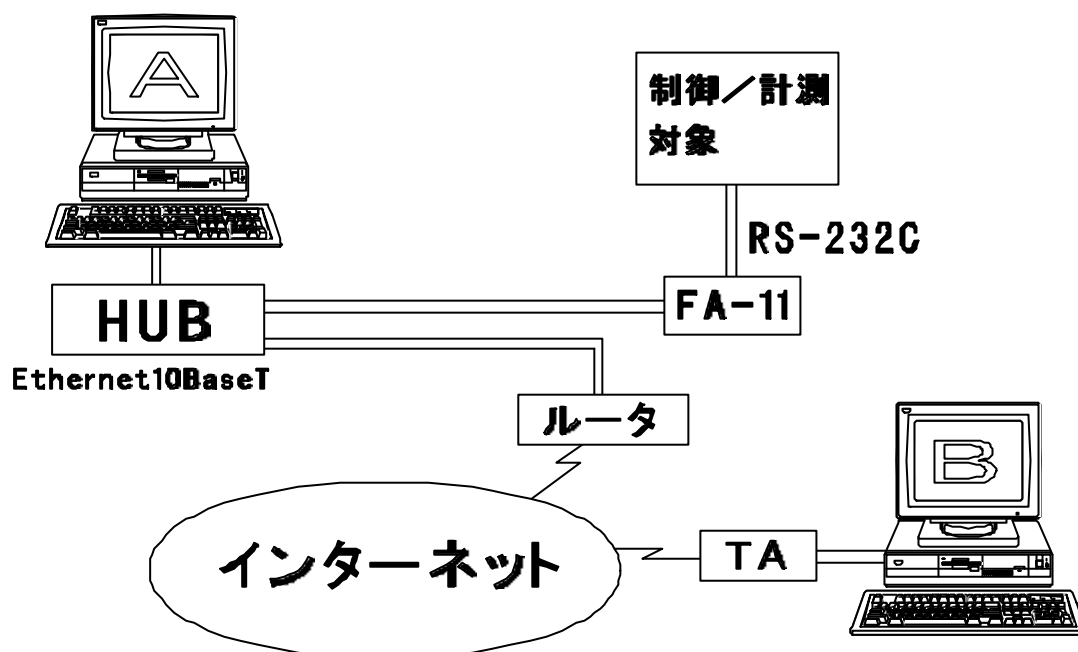 A
制御／計測
対象
RS-232C
FA-11
HUB
Ethernet10BaseT
ルータ
B
インターネット
TA